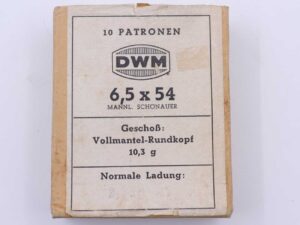 10 PATRONEN
DWM
6,5 x 54
MANNL. SCHONAUER
Geschoß:
Vollmantel-Rundkopf
10,3 g
Normale Ladung: